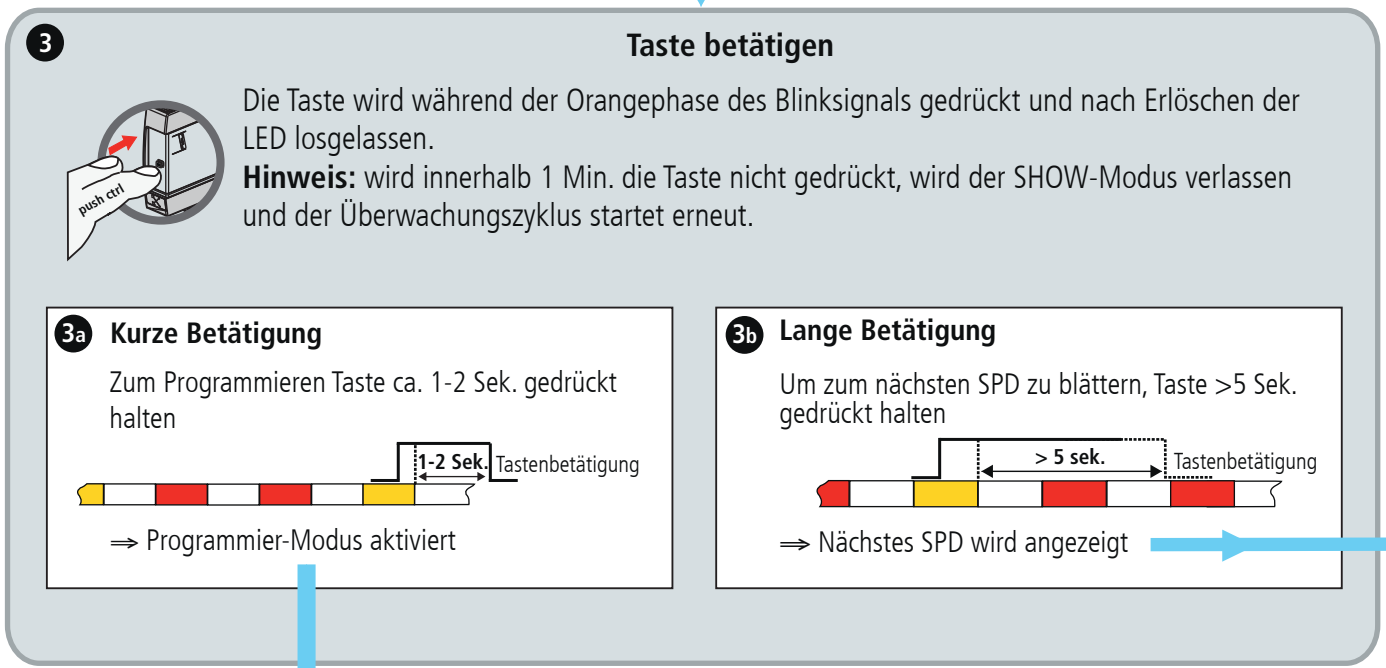 3
Taste betätigen
Die Taste wird während der Orangephase des Blinksignals gedrückt und nach Erlöschen der
LED losgelassen.
Hinweis: wird innerhalb 1 Min. die Taste nicht gedrückt, wird der SHOW-Modus verlassen
und der Überwachungszyklus startet erneut.
push ctrl
3a Kurze Betätigung
Zum Programmieren Taste ca. 1-2 Sek. gedrückt
halten
1-2 Sek. Tastenbetätigung
⇒ Programmier-Modus aktiviert
3b Lange Betätigung
Um zum nächsten SPD zu blättern, Taste >5 Sek.
gedrückt halten
> 5 sek. Tastenbetätigung
⇒ Nächstes SPD wird angezeigt